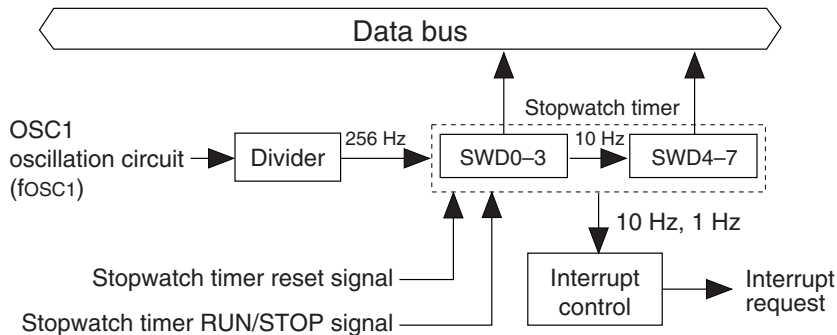 Data bus
Stopwatch timer
OSC1
oscillation circuit
(fOSC1)
Divider
256 Hz
SWD0–3
10 Hz
SWD4–7
10 Hz, 1 Hz
Stopwatch timer reset signal
Stopwatch timer RUN/STOP signal
Interrupt
control
Interrupt
request